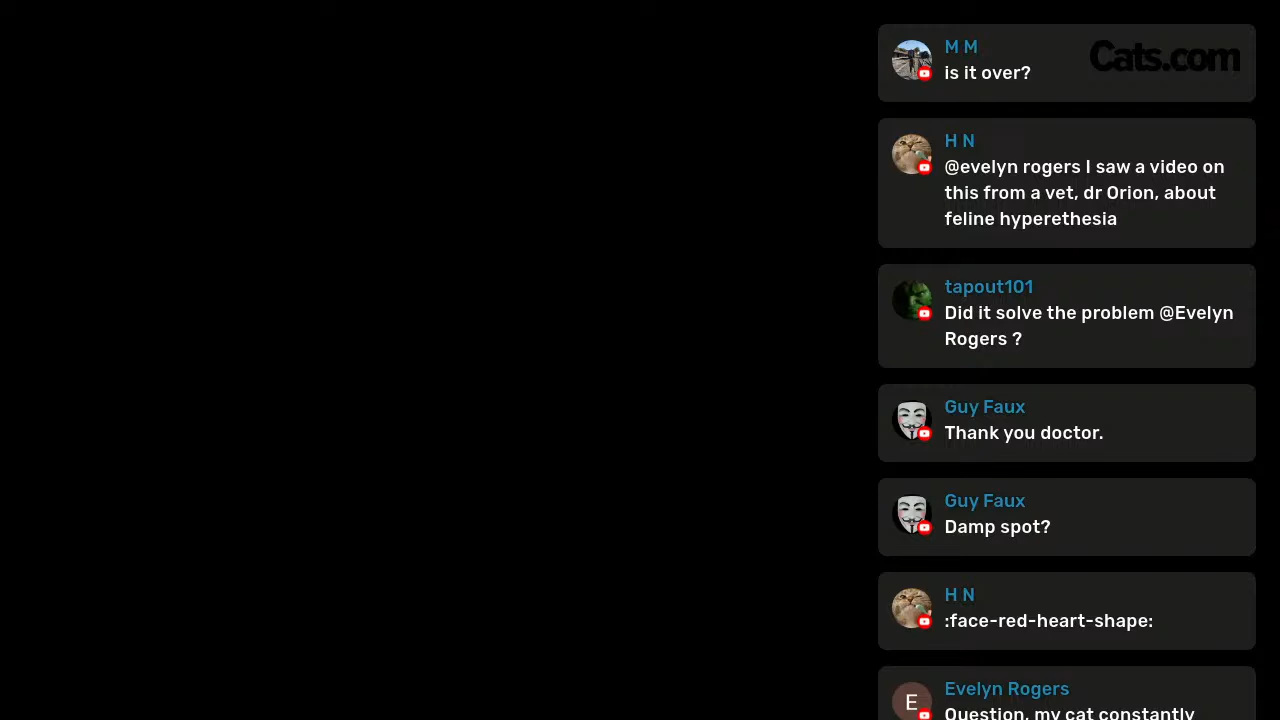 M M
Cats.com
is it over?
H N
@evelyn rogers I saw a video on
this from a vet, dr Orion, about
feline hyperethesia
tapout101
Did it solve the problem @Evelyn
Rogers ?
Guy Faux
Thank you doctor.
Guy Faux
Damp spot?
H N
:face-red-heart-shape:
E
Evelyn Rogers
Question, my cat constantly